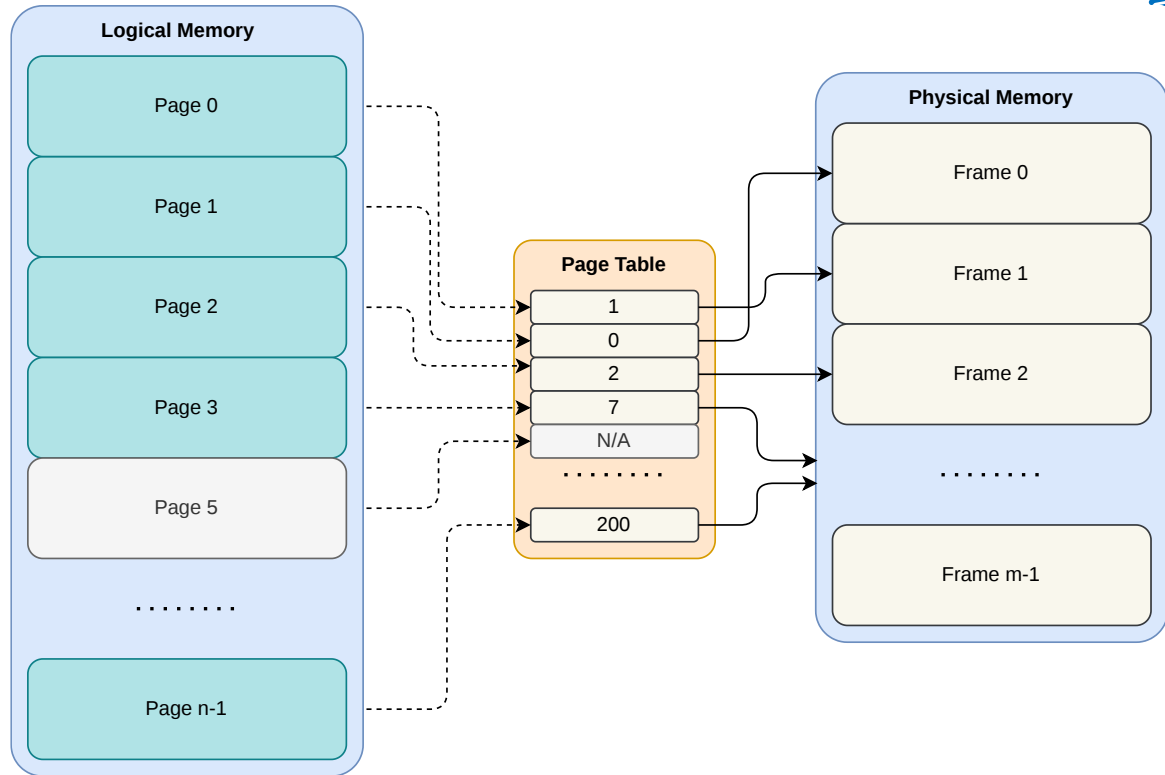 Logical Memory
Page 0
Page 1
Page 2
Page 3
Page 5
. . . . . . . .
Page n-1
Page Table
1
0
2
7
N/A
. . . . . . . .
200
Physical Memory
Frame 0
Frame 1
Frame 2
. . . . . . . .
Frame m-1